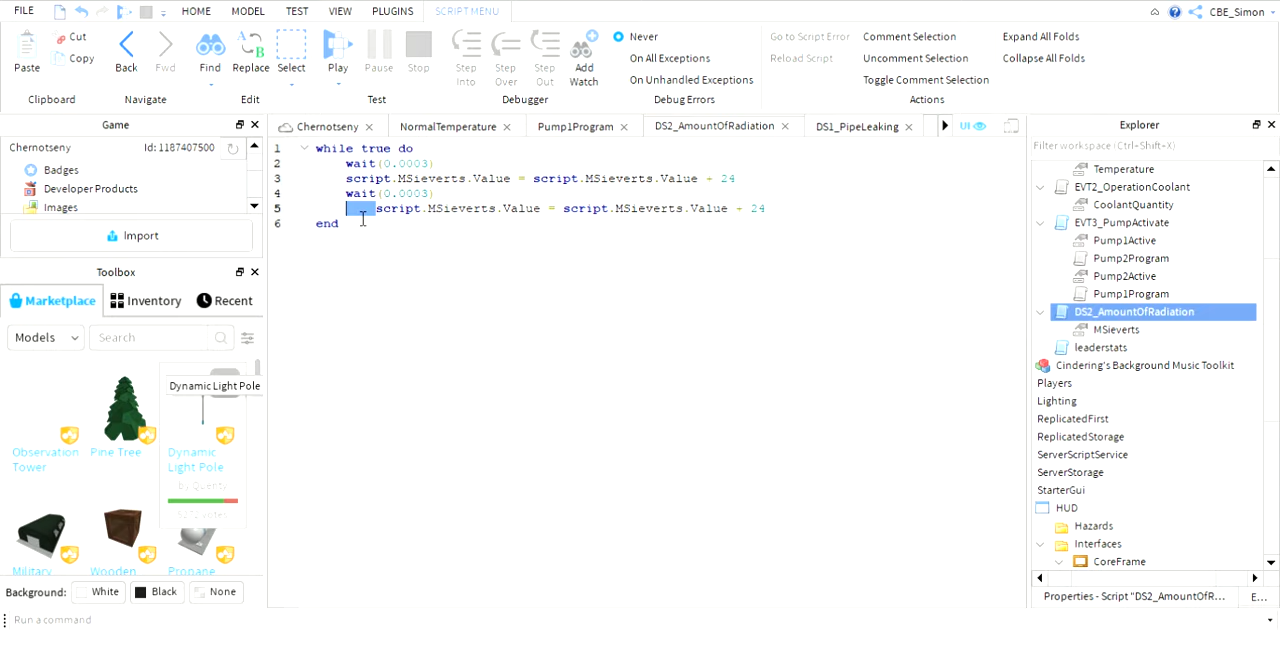 FILE HOME MODEL TEST VIEW PLUGINS SCRIPT MENU CBE_Simon
Paste Cut Copy Back Fwd Find Replace Select Play Pause Stop Step Into Step Over Step Out Add Watch
Never
On All Exceptions
On Unhandled Exceptions
Go to Script Error
Reload Script
Comment Selection
Uncomment Selection
Toggle Comment Selection
Expand All Folds
Collapse All Folds
Clipboard Navigate Edit Test Debugger Debug Errors Actions
Game
Chernotseny Id: 1187407500
Badges
Developer Products
Images
Import
Toolbox
Marketplace Inventory Recent
Models Search
Dynamic Light Pole
Observation Tower
Pine Tree
Dynamic Light Pole
by Quenty
Military
Wooden
Propane
Background: White Black None
Run a command
Chernotseny NormalTemperature Pump1Program DS2_AmountOfRadiation DS1_PipeLeaking UI
1 while true do
2 wait(0.0003)
3 script.MSieverts.Value = script.MSieverts.Value + 24
4 wait(0.0003)
5 script.MSieverts.Value = script.MSieverts.Value - 24
6 end
Explorer
Filter workspace (Ctrl+Shift+X)
Temperature
EVT2_OperationCoolant
CoolantQuantity
EVT3_PumpActivate
Pump1Active
Pump2Program
Pump2Active
Pump1Program
DS2_AmountOfRadiation
MSieverts
leaderstats
Cindering's Background Music Toolkit
Players
Lighting
ReplicatedFirst
ReplicatedStorage
ServerScriptService
ServerStorage
StarterGui
HUD
Hazards
Interfaces
CoreFrame
Properties - Script "DS2_AmountOfR... E...